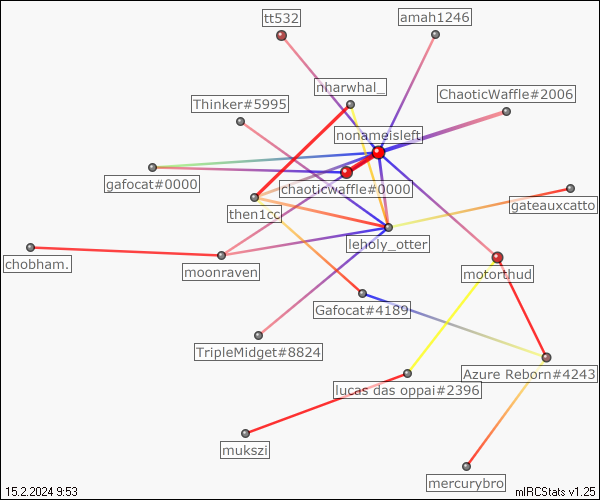 tt532
amah1246
nharwhal_
ChaoticWaffle#2006
Thinker#5995
nonameisleft
gafocat#0000
chaoticwaffle#0000
gateauxcatto
then1cc
leholy_otter
chobham.
moonraven
motorthud
Gafocat#4189
TripleMidget#8824
Azure Reborn#4243
lucas das oppai#2396
mukszi
mercurybro
15.2.2024 9:53
mIRCStats v1.25